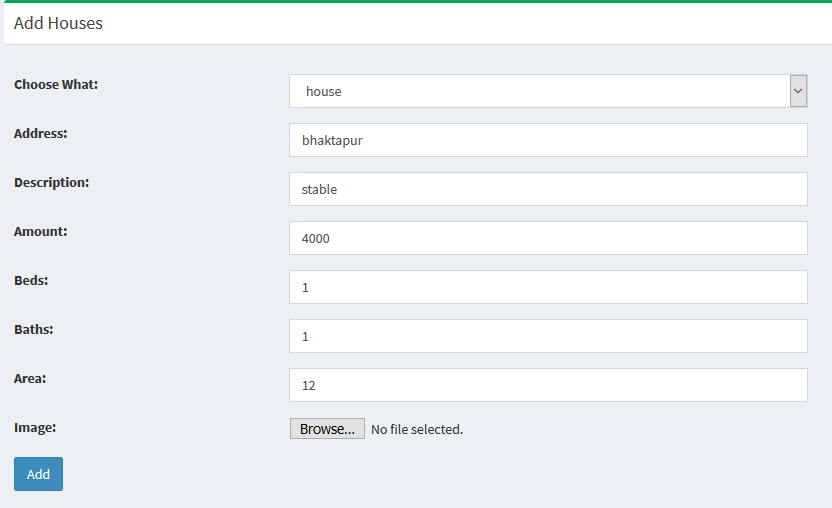 Add Houses
Choose What: house
Address: bhaktapur
Description: stable
Amount: 4000
Beds: 1
Baths: 1
Area: 12
Image: Browse... No file selected.
Add